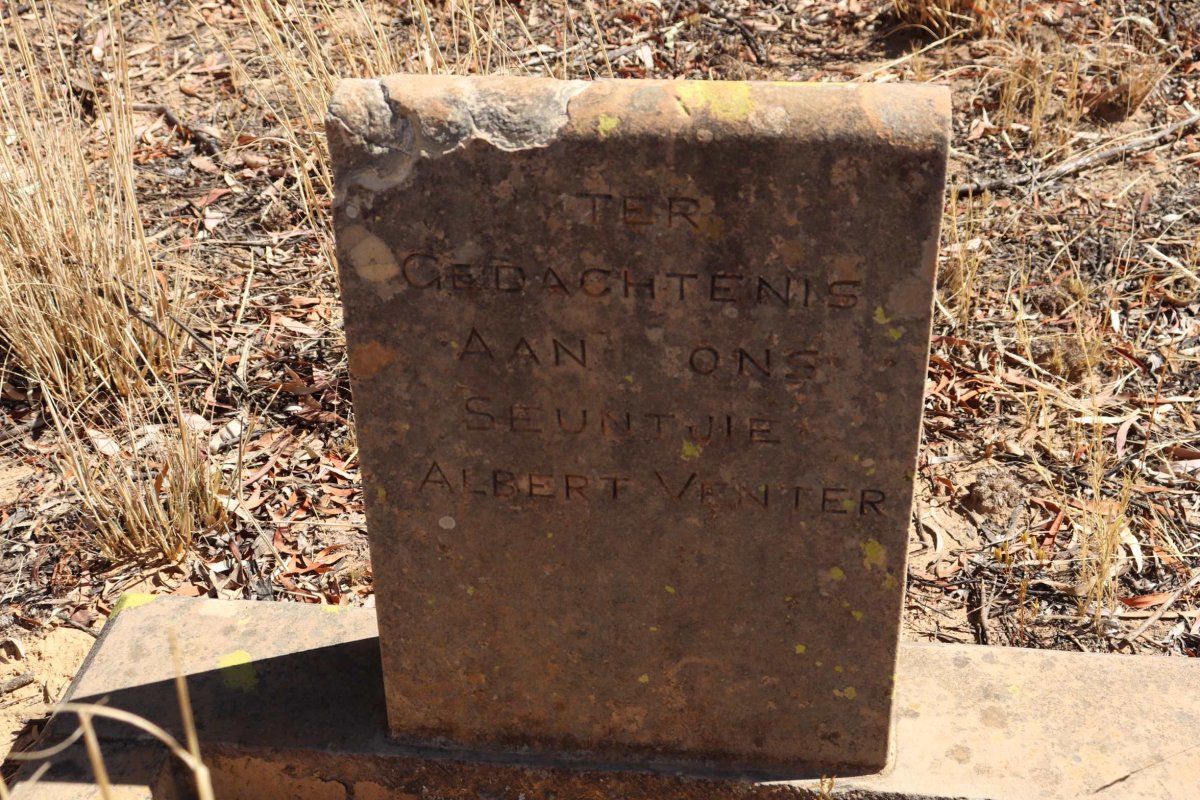 TER
GEDACHTENIS
AAN ONS
SEUNTJIE
ALBERT VENTER